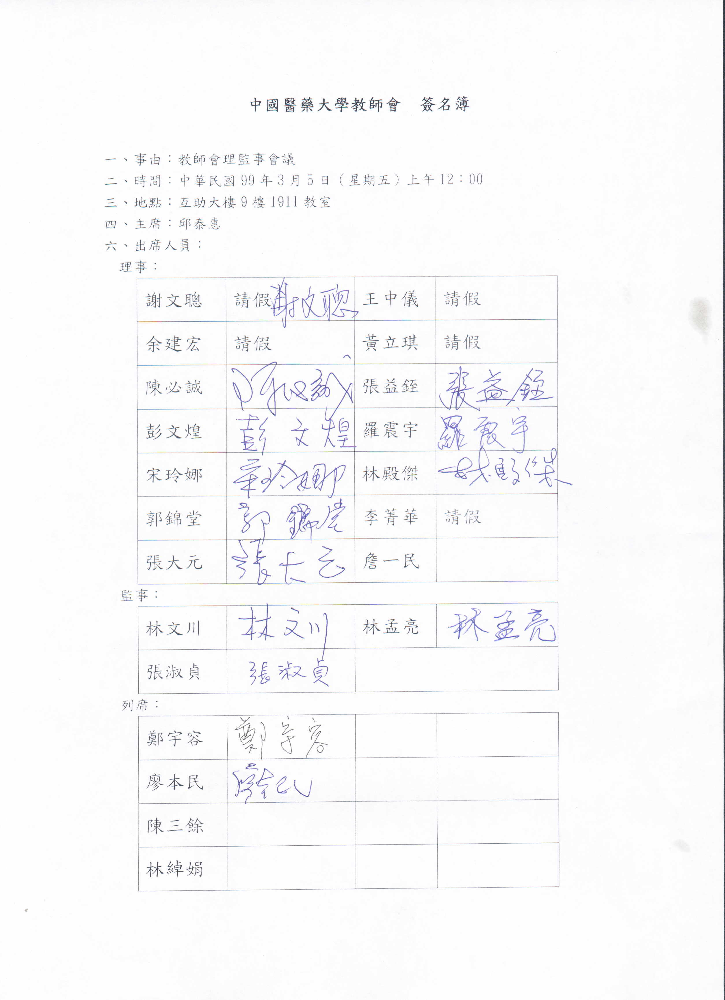 中國醫藥大學教師會　簽名簿
一、事由：教師會理監事會議
二、時間：中華民國 99 年 3 月 5 日（星期五）上午 12：00
三、地點：互助大樓 9 樓 1911 教室
四、主席：邱泰惠
六、出席人員：
理事：
謝文聰 請假 謝文聰 王中儀 請假
余建宏 請假 黃立琪 請假
陳必誠 陳必誠 張益銍 張益銍
彭文煌 彭文煌 羅震宇 羅震宇
宋玲娜 宋玲娜 林殿傑 林殿傑
郭錦堂 郭錦堂 李菁華 請假
張大元 張大元 詹一民
監事：
林文川 林文川 林孟亮 林孟亮
張淑貞 張淑貞
列席：
鄭宇容 鄭宇容
廖本民 廖本民
陳三餘
林綽娟